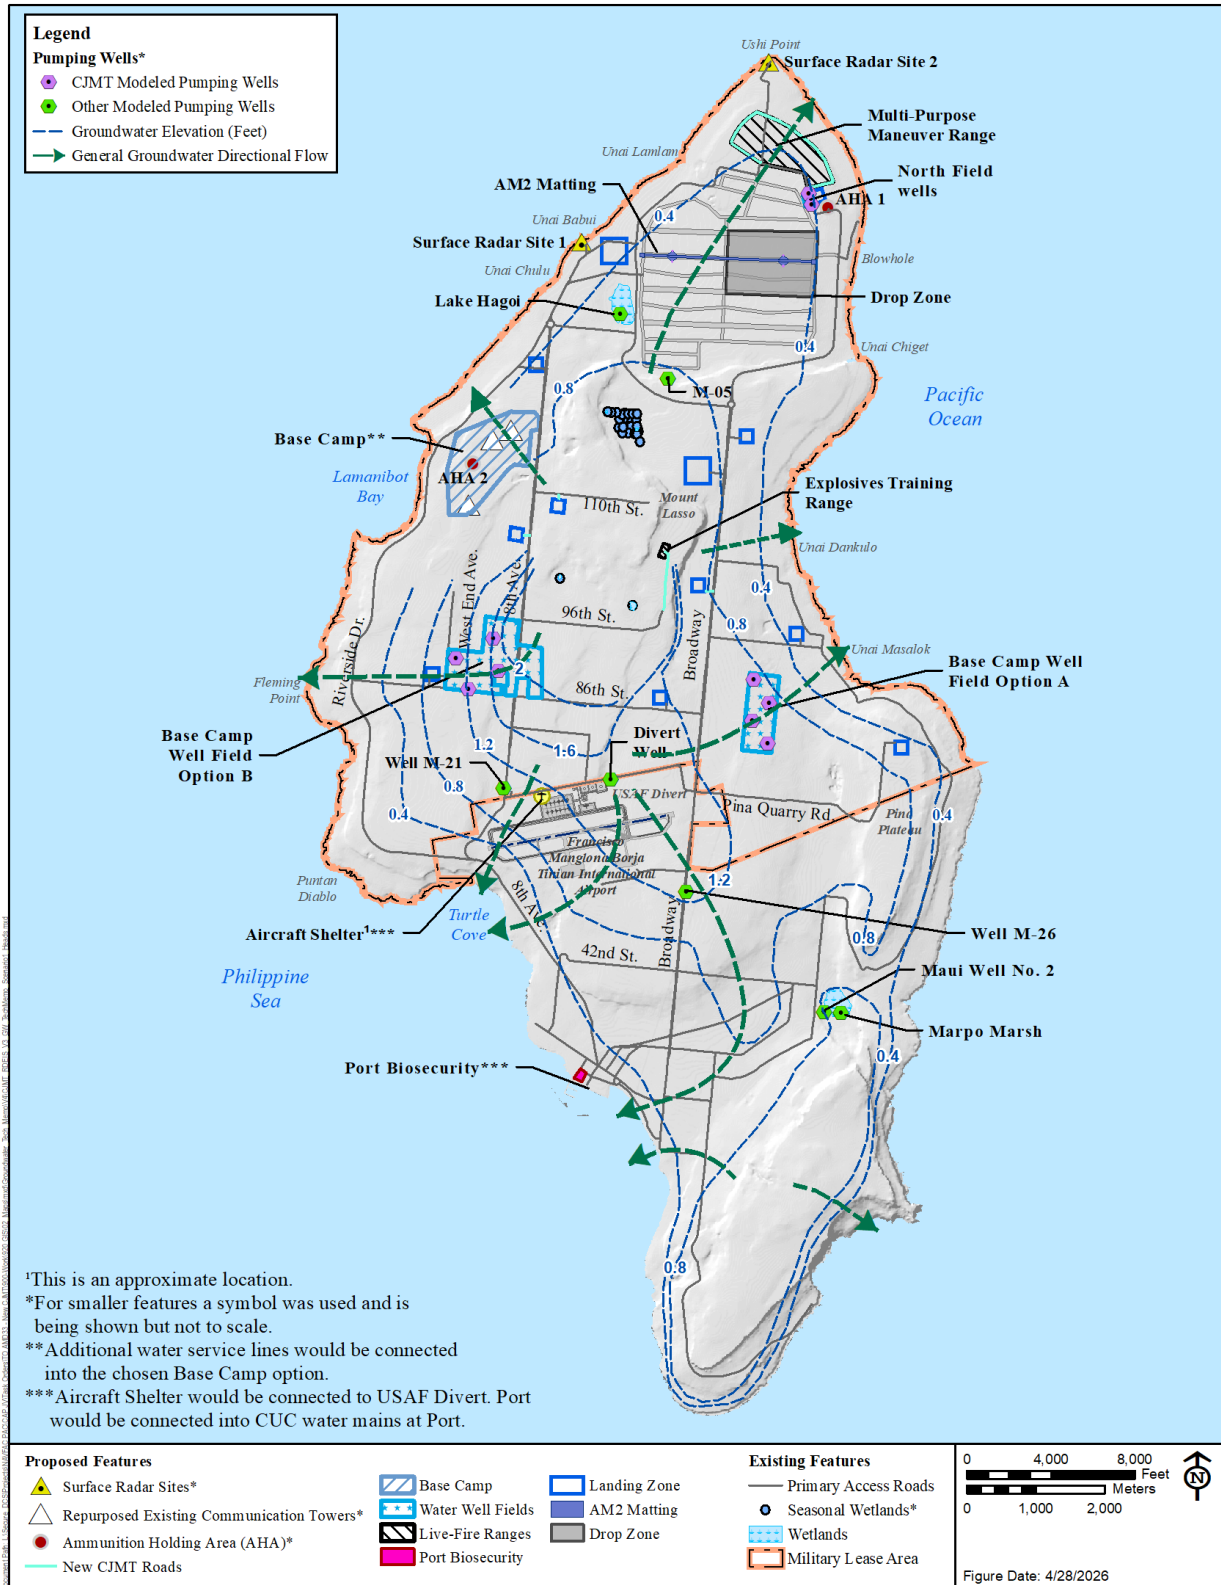 Legend
Pumping Wells*
CJMT Modeled Pumping Wells
Other Modeled Pumping Wells
Groundwater Elevation (Feet)
General Groundwater Directional Flow
Ushi Point
Surface Radar Site 2
Multi-Purpose
Maneuver Range
Unai Lamlam
North Field
wells
AM2 Matting
AHA 1
0.4
Unai Babui
Surface Radar Site 1
Unai Chulu
Blowhole
Lake Hagoi
Drop Zone
0.4
Unai Chiget
0.8
M-05
Pacific
Ocean
Base Camp**
Lamanibot
Bay
AHA 2
Explosives Training
Range
110th St.
Mount
Lasso
Unai Dankulo
West End Ave.
8th Ave.
0.4
96th St.
Broadway
0.8
Riverside Dr.
Unai Masalok
2
Base Camp Well
Field Option A
Fleming
Point
86th St.
Base Camp
Well Field
Option B
Divert
Well
1.2
1.6
Well M-21
0.8
USAF Divert
0.4
Pina Quarry Rd.
Pina
Plateau
0.4
Francisco
Manglona Borja
Tinian International
Airport
Puntan
Diablo
8th Ave.
1.2
Turtle
Cove
Aircraft Shelter¹***
Broadway
Well M-26
0.8
42nd St.
Philippine
Sea
Maui Well No. 2
Marpo Marsh
0.4
Port Biosecurity***
0.8
¹This is an approximate location.
*For smaller features a symbol was used and is
being shown but not to scale.
**Additional water service lines would be connected
into the chosen Base Camp option.
***Aircraft Shelter would be connected to USAF Divert. Port
would be connected into CUC water mains at Port.
Proposed Features
Surface Radar Sites*
Repurposed Existing Communication Towers*
Ammunition Holding Area (AHA)*
New CJMT Roads
Base Camp
Water Well Fields
Live-Fire Ranges
Port Biosecurity
Landing Zone
AM2 Matting
Drop Zone
Existing Features
Primary Access Roads
Seasonal Wetlands*
Wetlands
Military Lease Area
0 4,000 8,000
Feet
Meters
0 1,000 2,000
N
Figure Date: 4/28/2026